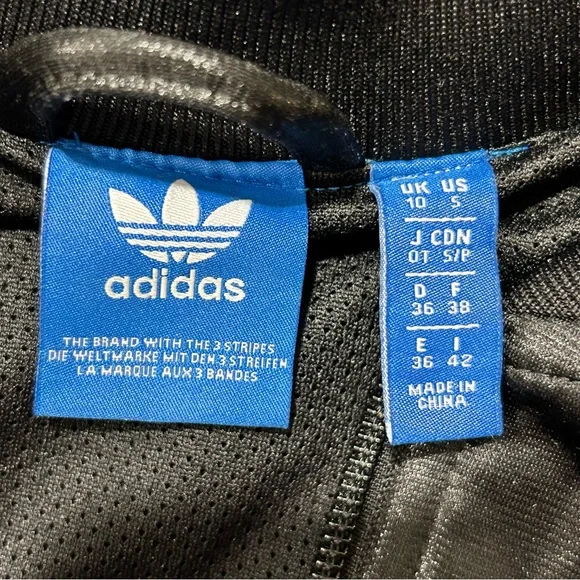 adidas
THE BRAND WITH THE 3 STRIPES
DIE WELTMARKE MIT DEN 3 STREIFEN
LA MARQUE AUX 3 BANDES
UK US
10 S
J CDN
OT S/P
D F
36 38
E I
36 42
MADE IN
CHINA